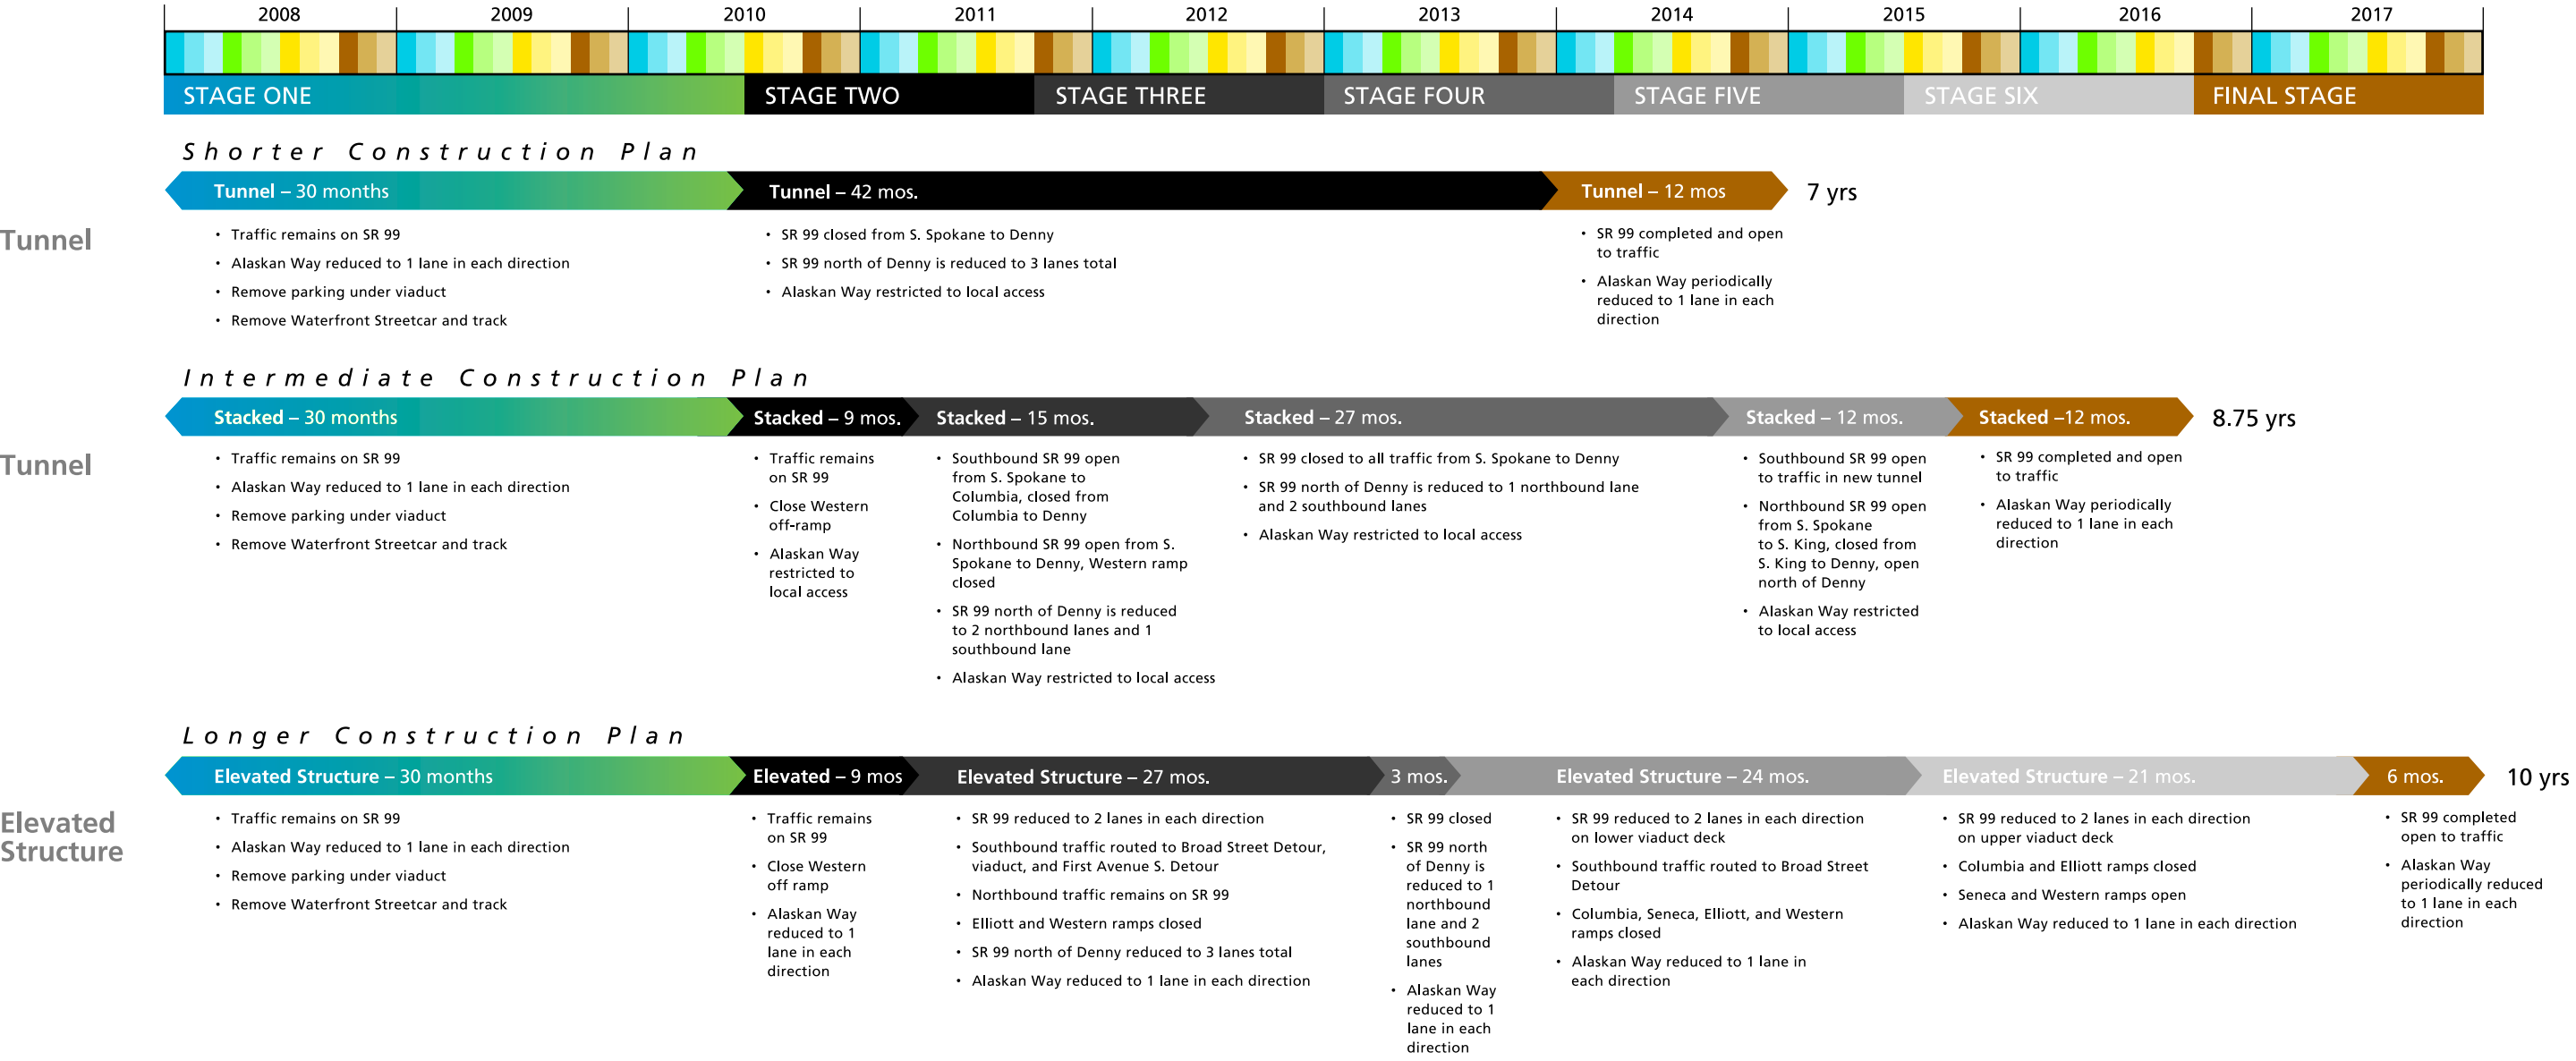 2008 2009 2010 2011 2012 2013 2014 2015 2016 2017
STAGE ONE STAGE TWO STAGE THREE STAGE FOUR STAGE FIVE STAGE SIX FINAL STAGE
Shorter Construction Plan
Tunnel – 30 months Tunnel – 42 mos. Tunnel – 12 mos 7 yrs
Tunnel
• Traffic remains on SR 99
• Alaskan Way reduced to 1 lane in each direction
• Remove parking under viaduct
• Remove Waterfront Streetcar and track
• SR 99 closed from S. Spokane to Denny
• SR 99 north of Denny is reduced to 3 lanes total
• Alaskan Way restricted to local access
• SR 99 completed and open
to traffic
• Alaskan Way periodically
reduced to 1 lane in each
direction
Intermediate Construction Plan
Stacked – 30 months Stacked – 9 mos. Stacked – 15 mos. Stacked – 27 mos. Stacked – 12 mos. Stacked –12 mos. 8.75 yrs
Tunnel
• Traffic remains on SR 99
• Alaskan Way reduced to 1 lane in each direction
• Remove parking under viaduct
• Remove Waterfront Streetcar and track
• Traffic remains
on SR 99
• Close Western
off-ramp
• Alaskan Way
restricted to
local access
• Southbound SR 99 open
from S. Spokane to
Columbia, closed from
Columbia to Denny
• Northbound SR 99 open from S.
Spokane to Denny, Western ramp
closed
• SR 99 north of Denny is reduced
to 2 northbound lanes and 1
southbound lane
• Alaskan Way restricted to local access
• SR 99 closed to all traffic from S. Spokane to Denny
• SR 99 north of Denny is reduced to 1 northbound lane
and 2 southbound lanes
• Alaskan Way restricted to local access
• Southbound SR 99 open
to traffic in new tunnel
• Northbound SR 99 open
from S. Spokane
to S. King, closed from
S. King to Denny, open
north of Denny
• Alaskan Way restricted
to local access
• SR 99 completed and open
to traffic
• Alaskan Way periodically
reduced to 1 lane in each
direction
Longer Construction Plan
Elevated Structure – 30 months Elevated – 9 mos Elevated Structure – 27 mos. 3 mos. Elevated Structure – 24 mos. Elevated Structure – 21 mos. 6 mos. 10 yrs
Elevated
Structure
• Traffic remains on SR 99
• Alaskan Way reduced to 1 lane in each direction
• Remove parking under viaduct
• Remove Waterfront Streetcar and track
• Traffic remains
on SR 99
• Close Western
off ramp
• Alaskan Way
reduced to 1
lane in each
direction
• SR 99 reduced to 2 lanes in each direction
• Southbound traffic routed to Broad Street Detour,
viaduct, and First Avenue S. Detour
• Northbound traffic remains on SR 99
• Elliott and Western ramps closed
• SR 99 north of Denny reduced to 3 lanes total
• Alaskan Way reduced to 1 lane in each direction
• SR 99 closed
• SR 99 north
of Denny is
reduced to 1
northbound
lane and 2
southbound
lanes
• Alaskan Way
reduced to 1
lane in each
direction
• SR 99 reduced to 2 lanes in each direction
on lower viaduct deck
• Southbound traffic routed to Broad Street
Detour
• Columbia, Seneca, Elliott, and Western
ramps closed
• Alaskan Way reduced to 1 lane in
each direction
• SR 99 reduced to 2 lanes in each direction
on upper viaduct deck
• Columbia and Elliott ramps closed
• Seneca and Western ramps open
• Alaskan Way reduced to 1 lane in each direction
• SR 99 completed
open to traffic
• Alaskan Way
periodically reduced
to 1 lane in each
direction